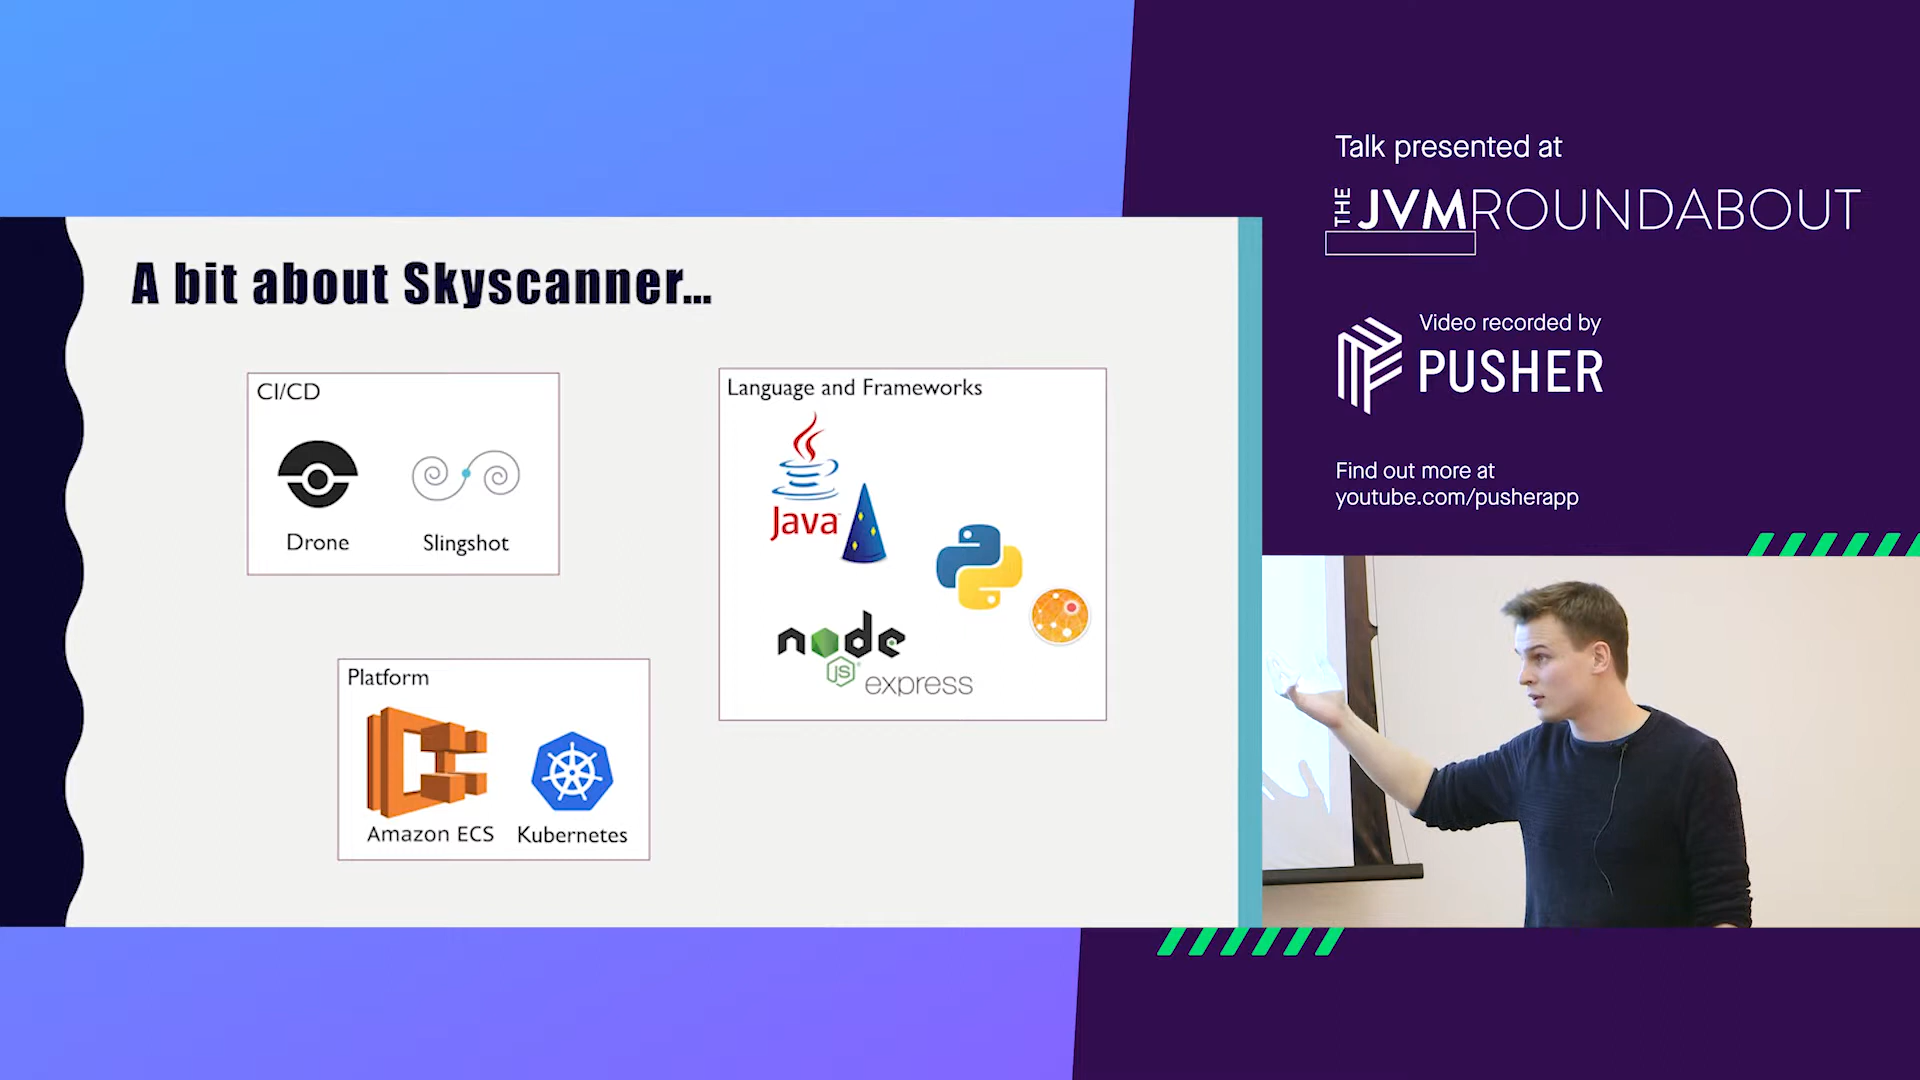 A bit about Skyscanner...
CI/CD
Drone
Slingshot
Language and Frameworks
Java
node
JS
express
Platform
Amazon ECS
Kubernetes
Talk presented at
THE JVMROUNDABOUT
Video recorded by
PUSHER
Find out more at
youtube.com/pusherapp